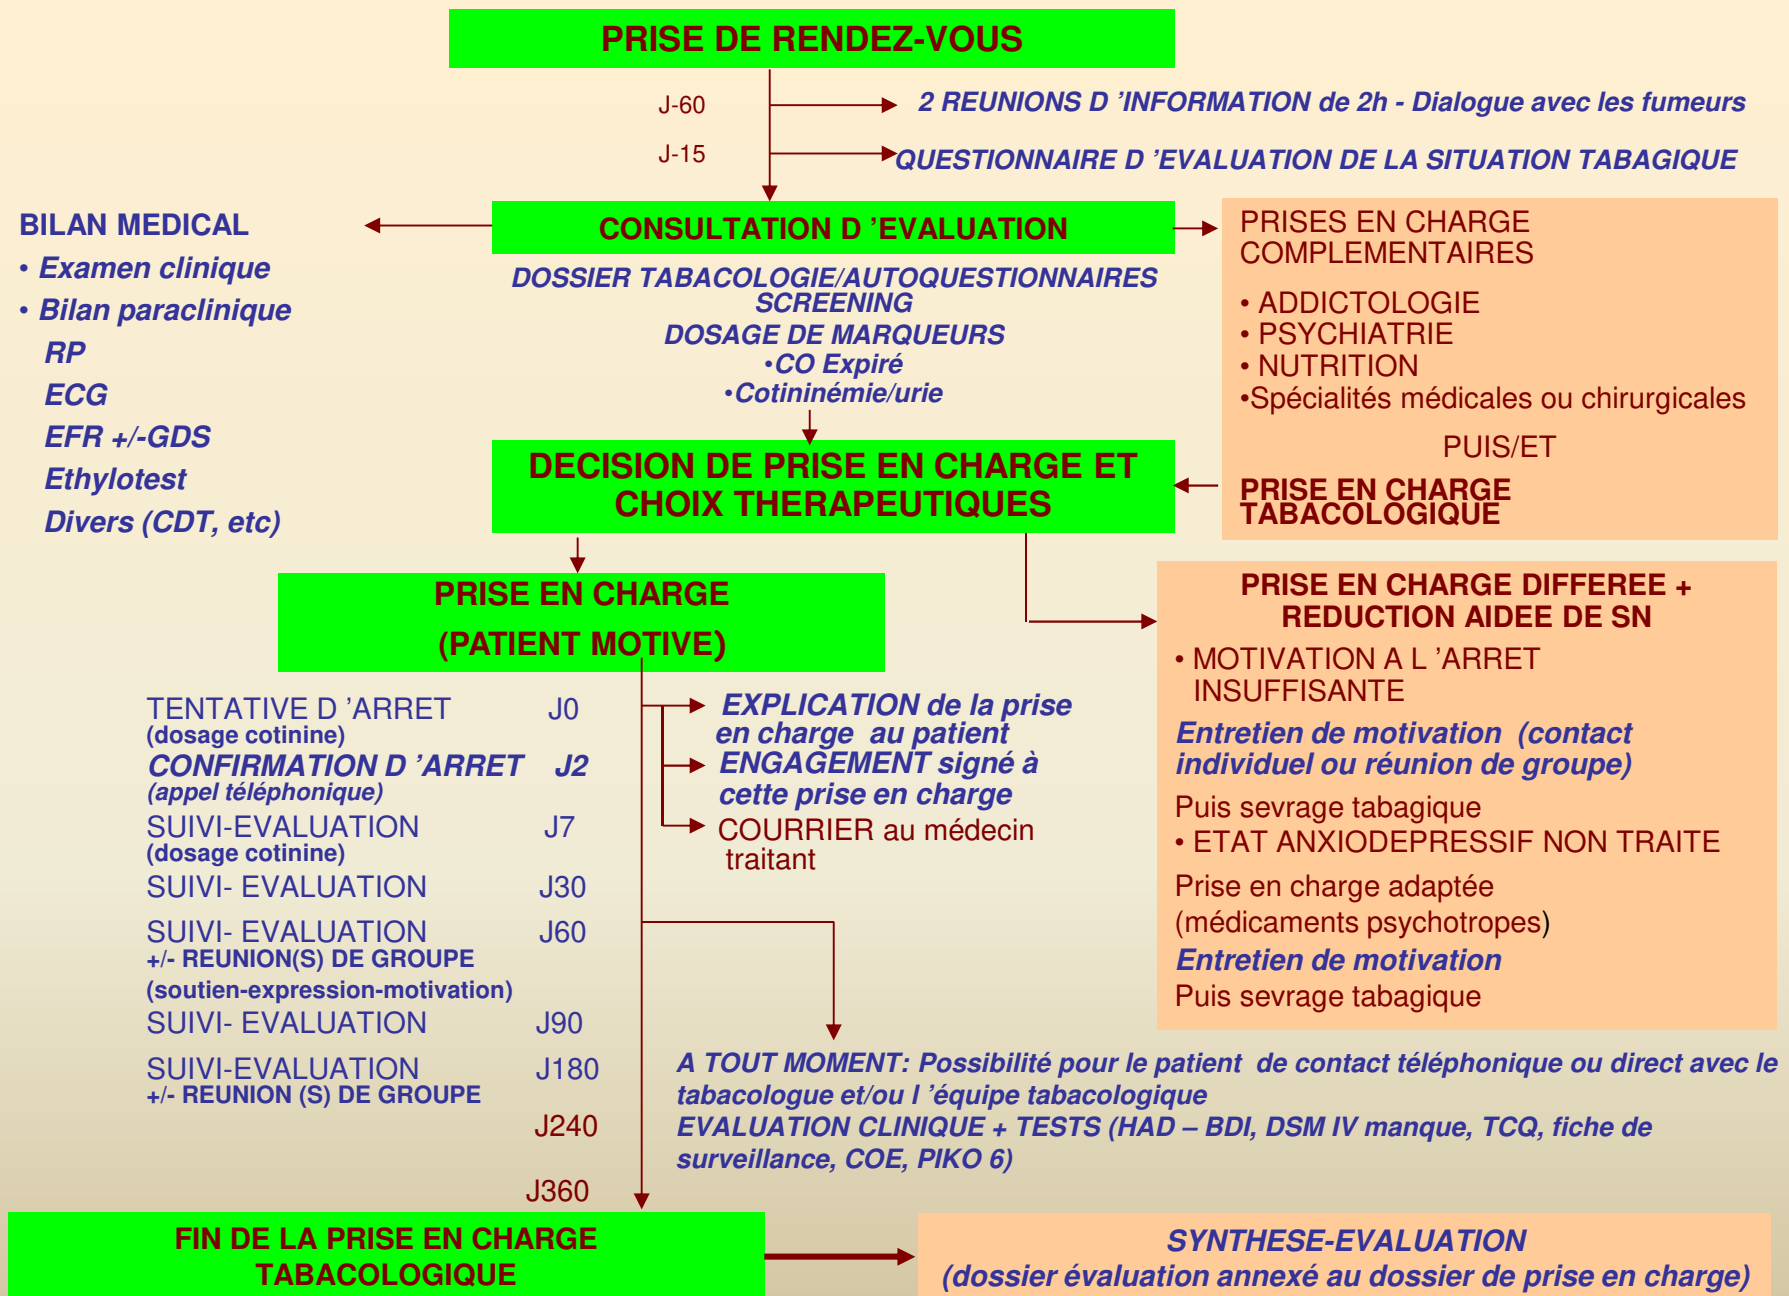 PRISE DE RENDEZ-VOUS
J-60
2 REUNIONS D ’INFORMATION de 2h - Dialogue avec les fumeurs
J-15
QUESTIONNAIRE D ’EVALUATION DE LA SITUATION TABAGIQUE
BILAN MEDICAL
• Examen clinique
• Bilan paraclinique
RP
ECG
EFR +/-GDS
Ethylotest
Divers (CDT, etc)
CONSULTATION D ’EVALUATION
DOSSIER TABACOLOGIE/AUTOQUESTIONNAIRES
SCREENING
DOSAGE DE MARQUEURS
•CO Expiré
•Cotininémie/urie
PRISES EN CHARGE
COMPLEMENTAIRES
• ADDICTOLOGIE
• PSYCHIATRIE
• NUTRITION
•Spécialités médicales ou chirurgicales
PUIS/ET
PRISE EN CHARGE
TABACOLOGIQUE
DECISION DE PRISE EN CHARGE ET
CHOIX THERAPEUTIQUES
PRISE EN CHARGE
(PATIENT MOTIVE)
PRISE EN CHARGE DIFFEREE +
REDUCTION AIDEE DE SN
• MOTIVATION A L ’ARRET
INSUFFISANTE
Entretien de motivation (contact
individuel ou réunion de groupe)
Puis sevrage tabagique
• ETAT ANXIODEPRESSIF NON TRAITE
Prise en charge adaptée
(médicaments psychotropes)
Entretien de motivation
Puis sevrage tabagique
TENTATIVE D ’ARRET J0
(dosage cotinine)
CONFIRMATION D ’ARRET J2
(appel téléphonique)
SUIVI-EVALUATION J7
(dosage cotinine)
SUIVI- EVALUATION J30
SUIVI- EVALUATION J60
+/- REUNION(S) DE GROUPE
(soutien-expression-motivation)
SUIVI- EVALUATION J90
SUIVI-EVALUATION J180
+/- REUNION (S) DE GROUPE
J240
J360
EXPLICATION de la prise
en charge au patient
ENGAGEMENT signé à
cette prise en charge
COURRIER au médecin
traitant
A TOUT MOMENT: Possibilité pour le patient de contact téléphonique ou direct avec le
tabacologue et/ou l ’équipe tabacologique
EVALUATION CLINIQUE + TESTS (HAD – BDI, DSM IV manque, TCQ, fiche de
surveillance, COE, PIKO 6)
FIN DE LA PRISE EN CHARGE
TABACOLOGIQUE
SYNTHESE-EVALUATION
(dossier évaluation annexé au dossier de prise en charge)